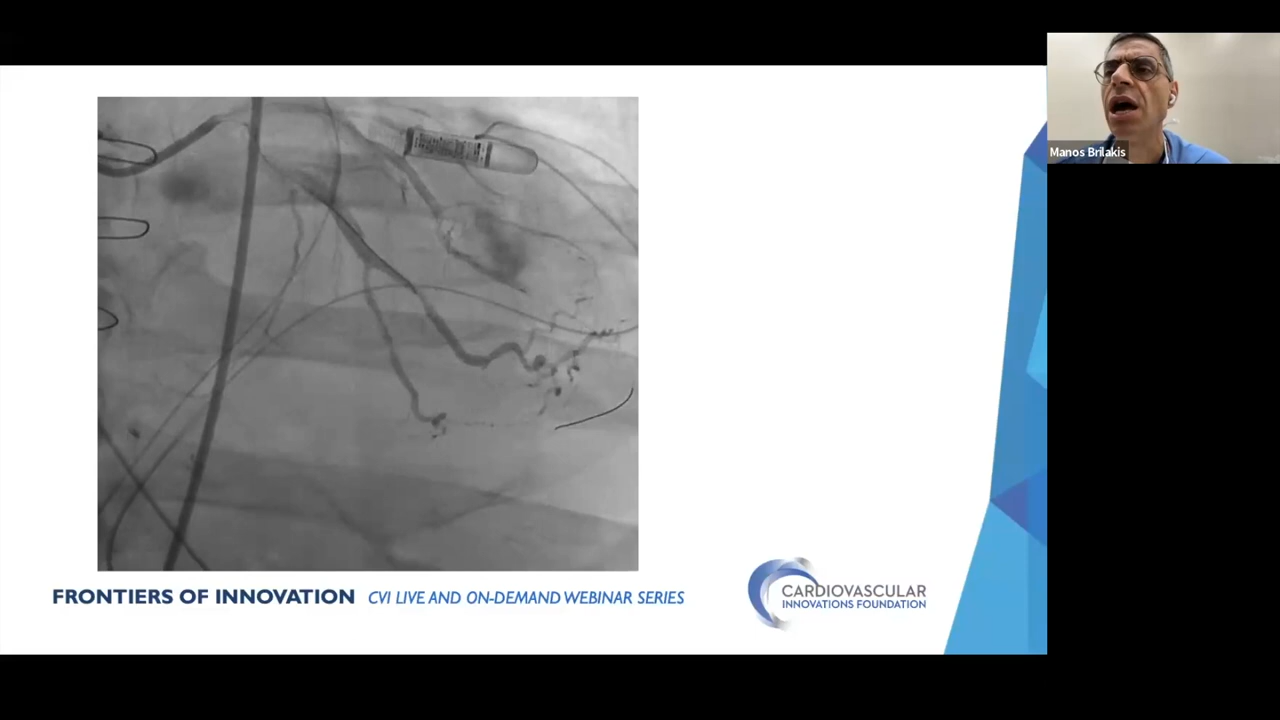 Manos Brilakis
FRONTIERS OF INNOVATION CVI LIVE AND ON-DEMAND WEBINAR SERIES
CARDIOVASCULAR
INNOVATIONS FOUNDATION